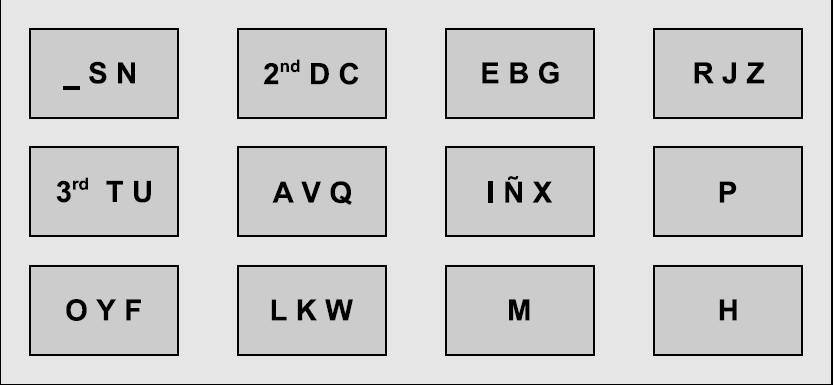 _ S N 2nd D C E B G R J Z
3rd T U A V Q I Ñ X P
O Y F L K W M H